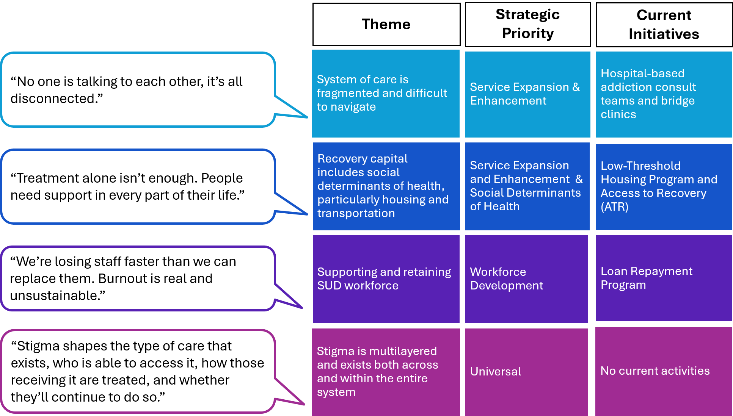 Theme
Strategic
Priority
Current
Initiatives
“No one is talking to each other, it’s all
disconnected.”
System of care is
fragmented and difficult
to navigate
Service Expansion &
Enhancement
Hospital-based
addiction consult
teams and bridge
clinics
“Treatment alone isn’t enough. People
need support in every part of their life.”
Recovery capital
includes social
determinants of health,
particularly housing and
transportation
Service Expansion
and Enhancement &
Social Determinants
of Health
Low-Threshold
Housing Program and
Access to Recovery
(ATR)
“We’re losing staff faster than we can
replace them. Burnout is real and
unsustainable.”
Supporting and retaining
SUD workforce
Workforce
Development
Loan Repayment
Program
“Stigma shapes the type of care that
exists, who is able to access it, how those
receiving it are treated, and whether
they’ll continue to do so.”
Stigma is multilayered
and exists both across
and within the entire
system
Universal
No current activities